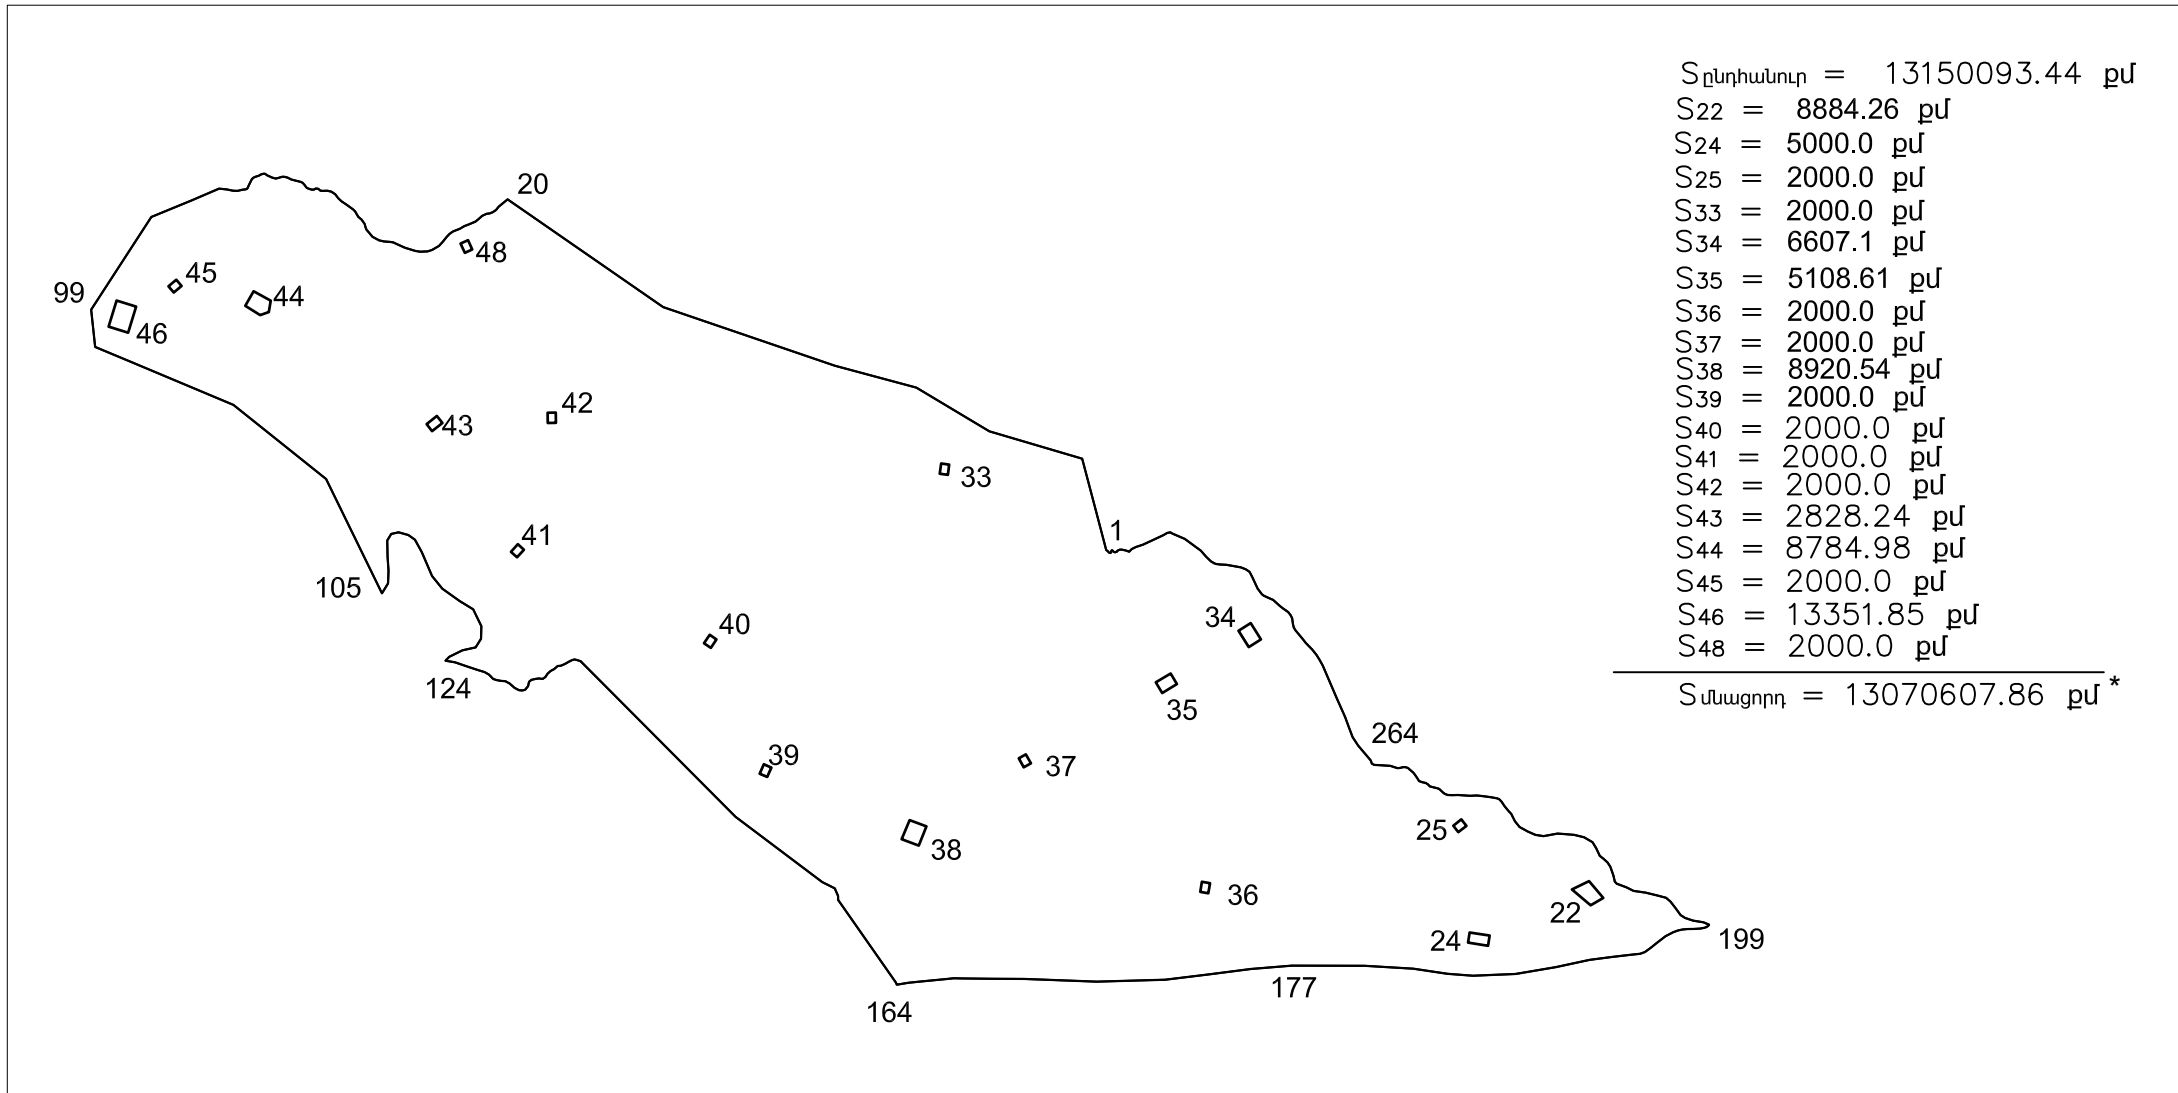 Sընդհանուր = 13150093.44 քմ
S22 = 8884.26 քմ
S24 = 5000.0 քմ
S25 = 2000.0 քմ
S33 = 2000.0 քմ
S34 = 6607.1 քմ
S35 = 5108.61 քմ
S36 = 2000.0 քմ
S37 = 2000.0 քմ
S38 = 8920.54 քմ
S39 = 2000.0 քմ
S40 = 2000.0 քմ
S41 = 2000.0 քմ
S42 = 2000.0 քմ
S43 = 2828.24 քմ
S44 = 8784.98 քմ
S45 = 2000.0 քմ
S46 = 13351.85 քմ
S48 = 2000.0 քմ
Sմնացորդ = 13070607.86 քմ*
20
48
45
99
44
46
42
43
33
1
41
105
34
40
124
35
264
39
37
25
38
36
22
24
199
177
164